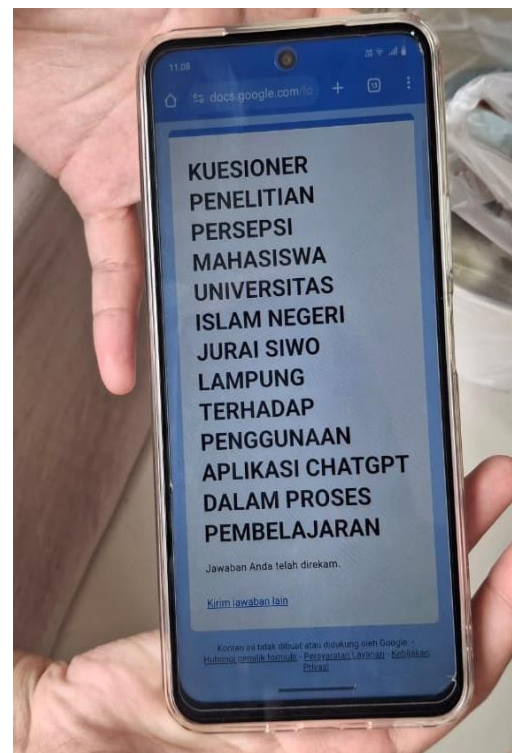 11.08
docs.google.com/fo
13
KUESIONER
PENELITIAN
PERSEPSI
MAHASISWA
UNIVERSITAS
ISLAM NEGERI
JURAI SIWO
LAMPUNG
TERHADAP
PENGGUNAAN
APLIKASI CHATGPT
DALAM PROSES
PEMBELAJARAN
Jawaban Anda telah direkam.
Kirim jawaban lain
Konten ini tidak dibuat atau didukung oleh Google -
Hubungi pemilik formulir - Persyaratan Layanan - Kebijakan
Privasi